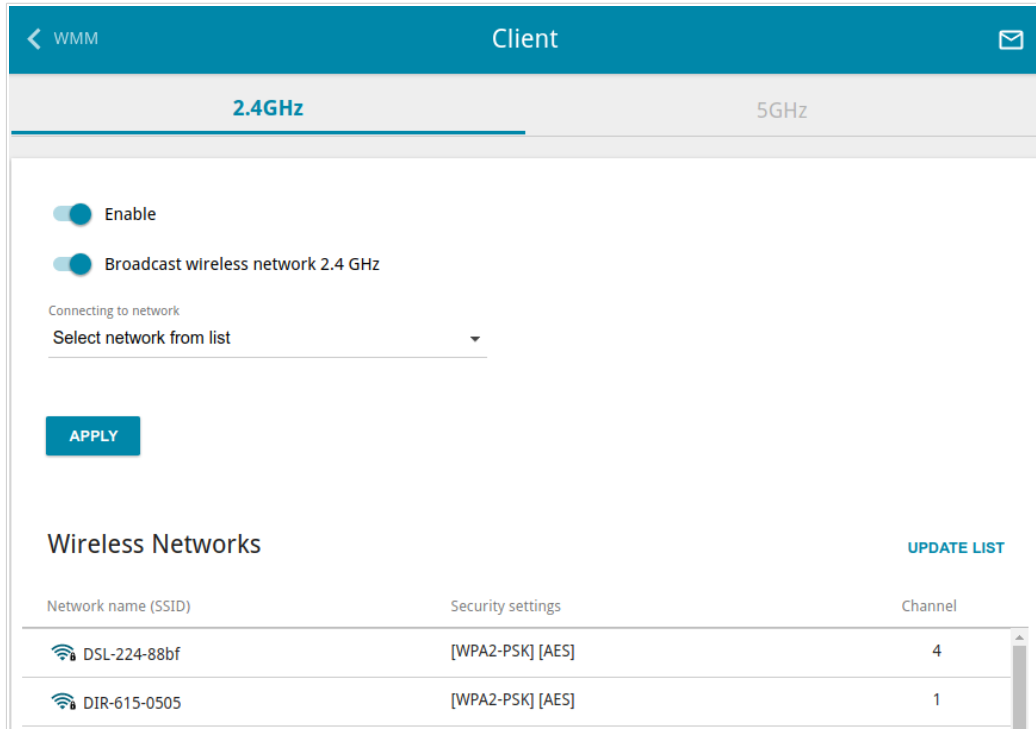 WMM Client
2.4GHz 5GHz
Enable
Broadcast wireless network 2.4 GHz
Connecting to network
Select network from list
APPLY
Wireless Networks UPDATE LIST
Network name (SSID) Security settings Channel
DSL-224-88bf [WPA2-PSK] [AES] 4
DIR-615-0505 [WPA2-PSK] [AES] 1